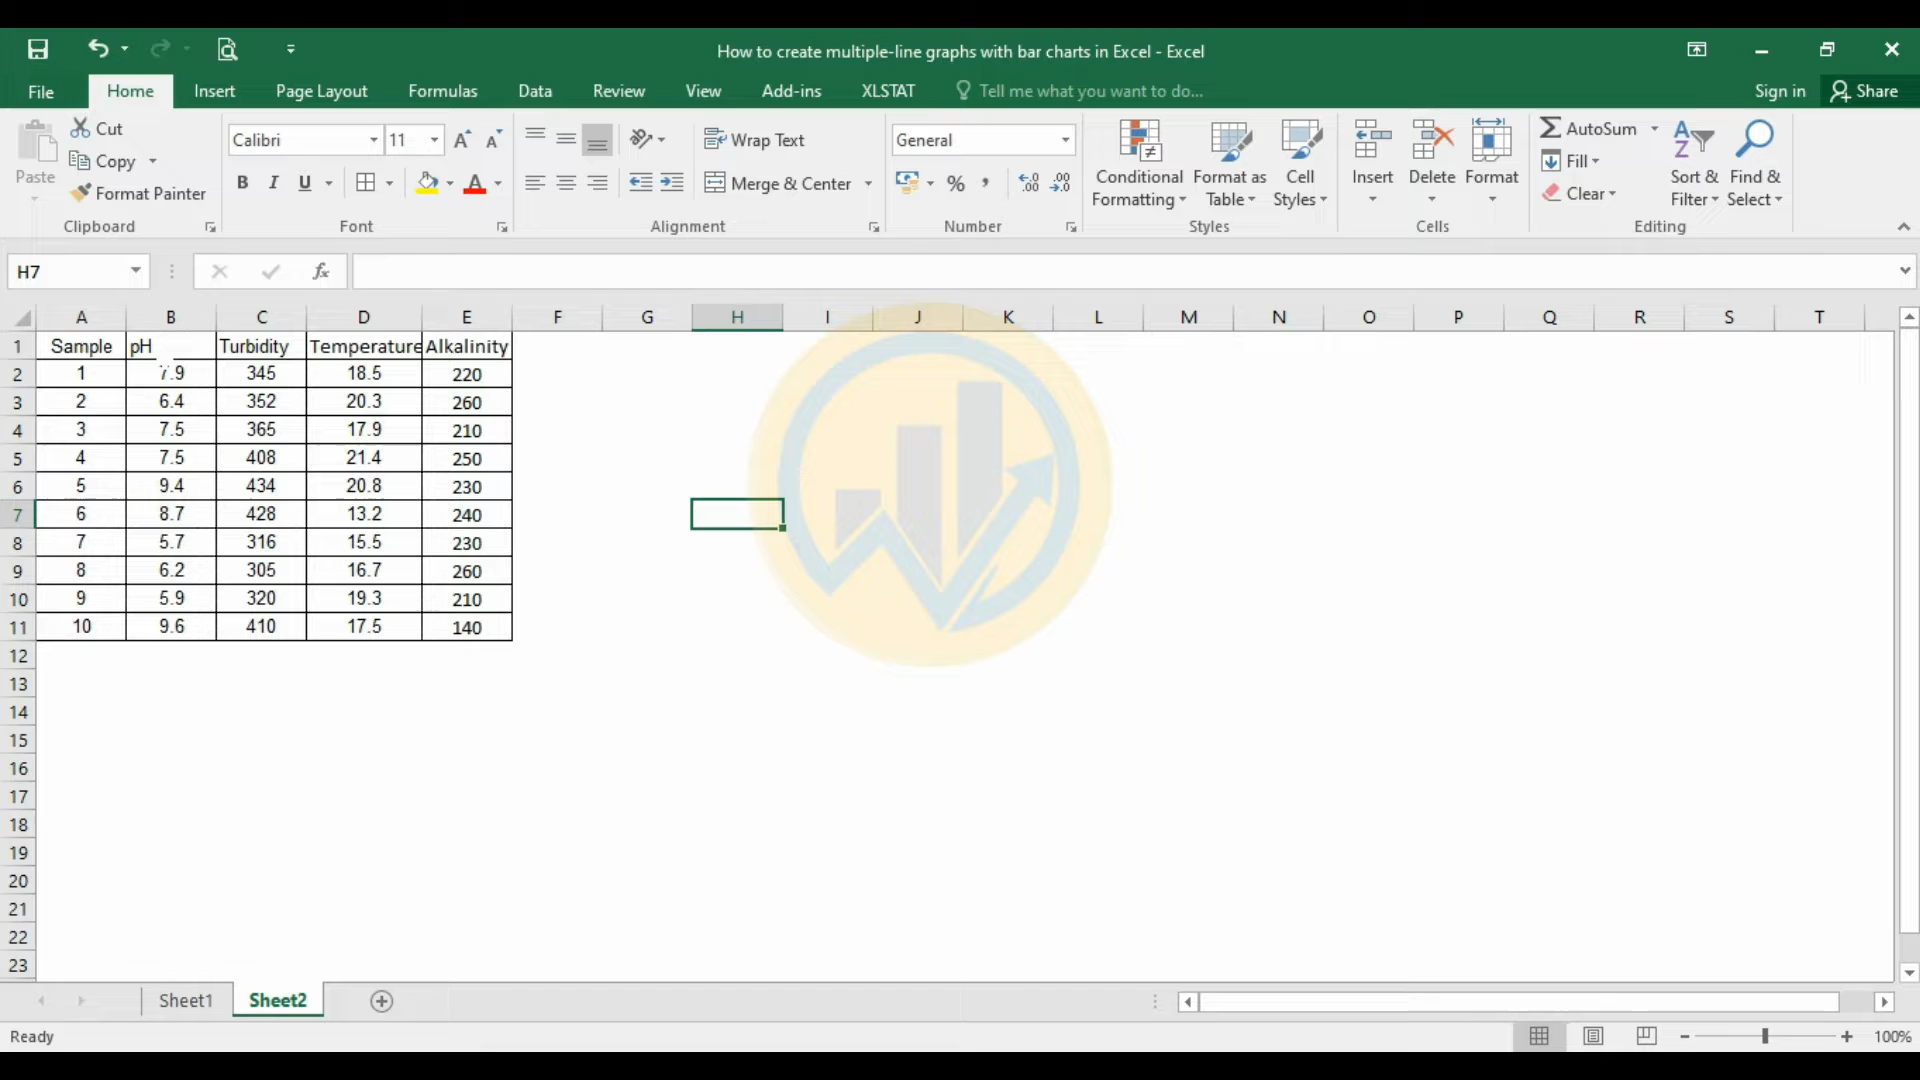 How to create multiple-line graphs with bar charts in Excel - Excel
File Home Insert Page Layout Formulas Data Review View Add-ins XLSTAT Tell me what you want to do... Sign in Share
Paste
Cut
Copy
Format Painter
Clipboard
Calibri 11
B I U
Font
Wrap Text
Merge & Center
Alignment
General
% ,
Number
Conditional Formatting
Format as Table
Cell Styles
Styles
Insert Delete Format
Cells
AutoSum
Fill
Clear
Sort & Filter
Find & Select
Editing
H7 fx
A B C D E F G H I J K L M N O P Q R S T
1 Sample pH Turbidity Temperature Alkalinity
2 1 7.9 345 18.5 220
3 2 6.4 352 20.3 260
4 3 7.5 365 17.9 210
5 4 7.5 408 21.4 250
6 5 9.4 434 20.8 230
7 6 8.7 428 13.2 240
8 7 5.7 316 15.5 230
9 8 6.2 305 16.7 260
10 9 5.9 320 19.3 210
11 10 9.6 410 17.5 140
12
13
14
15
16
17
18
19
20
21
22
23
Sheet1 Sheet2
Ready 100%